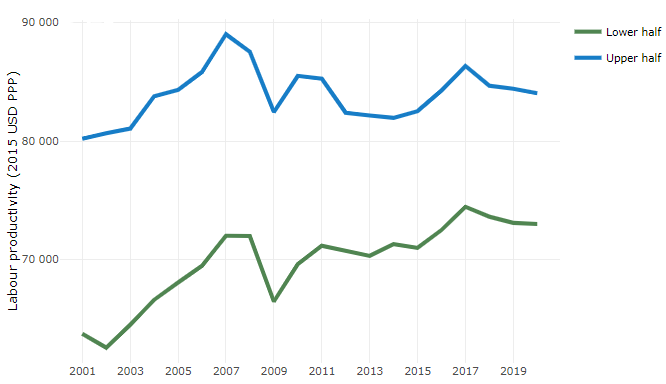 90 000
80 000
70 000
Labour productivity (2015 USD PPP)
2001 2003 2005 2007 2009 2011 2013 2015 2017 2019
Lower half
Upper half